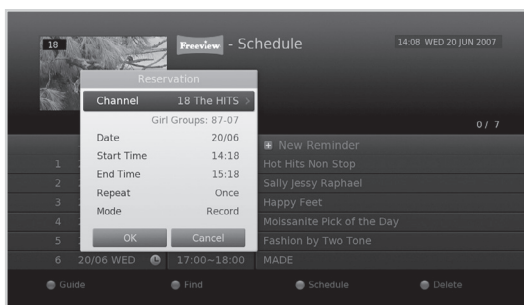 18
Freeview - Schedule
14:08 WED 20 JUN 2007
Reservation
Channel 18 The HITS >
Girl Groups: 87-07
Date 20/06
Start Time 14:18
End Time 15:18
Repeat Once
Mode Record
OK Cancel
0 / 7
New Reminder
1 Hot Hits Non Stop
2 Sally Jessy Raphael
3 Happy Feet
4 Moissanite Pick of the Day
5 Fashion by Two Tone
6 20/06 WED 17:00~18:00 MADE
Guide Find Schedule Delete